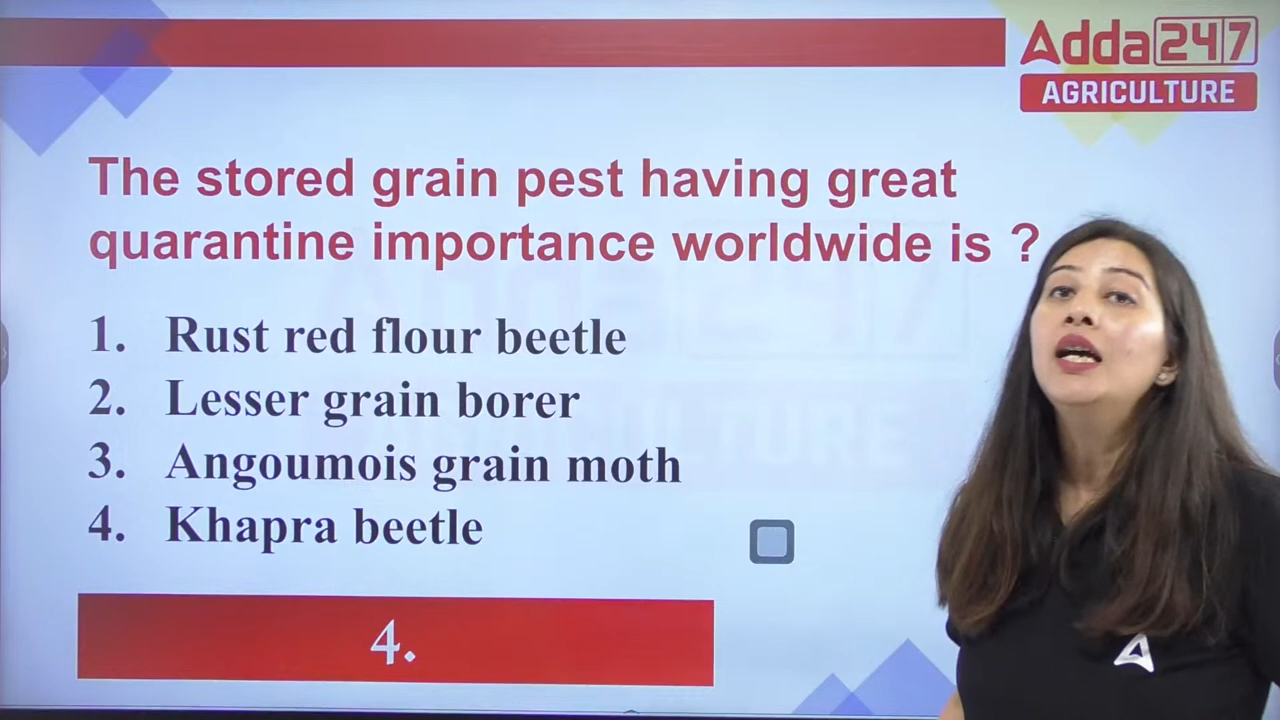 Adda247
AGRICULTURE
The stored grain pest having great
quarantine importance worldwide is ?
1. Rust red flour beetle
2. Lesser grain borer
3. Angoumois grain moth
4. Khapra beetle
4.